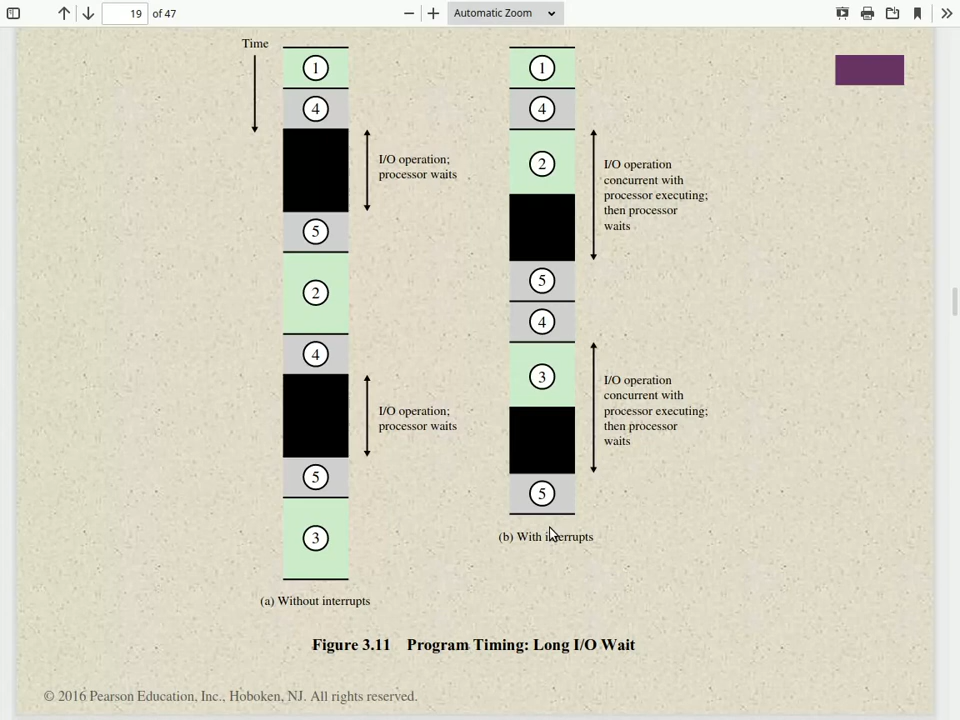 19 of 47
Automatic Zoom
Time
1
4
I/O operation;
processor waits
5
2
4
I/O operation;
processor waits
5
3
(a) Without interrupts
1
4
2
I/O operation
concurrent with
processor executing;
then processor
waits
5
4
3
I/O operation
concurrent with
processor executing;
then processor
waits
5
(b) With interrupts
Figure 3.11 Program Timing: Long I/O Wait
© 2016 Pearson Education, Inc., Hoboken, NJ. All rights reserved.